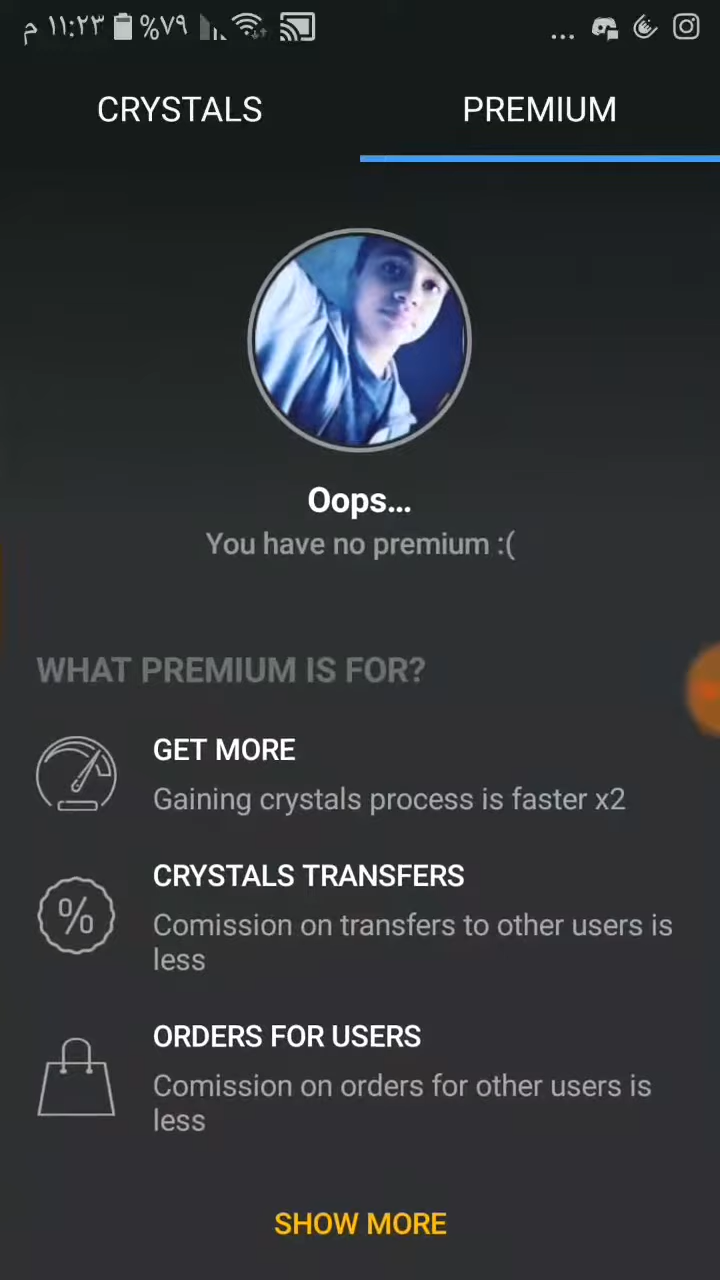 م ١١:٢٣ %٧٩ ...
CRYSTALS PREMIUM
Oops...
You have no premium :(
WHAT PREMIUM IS FOR?
GET MORE
Gaining crystals process is faster x2
CRYSTALS TRANSFERS
%
Comission on transfers to other users is
less
ORDERS FOR USERS
Comission on orders for other users is
less
SHOW MORE